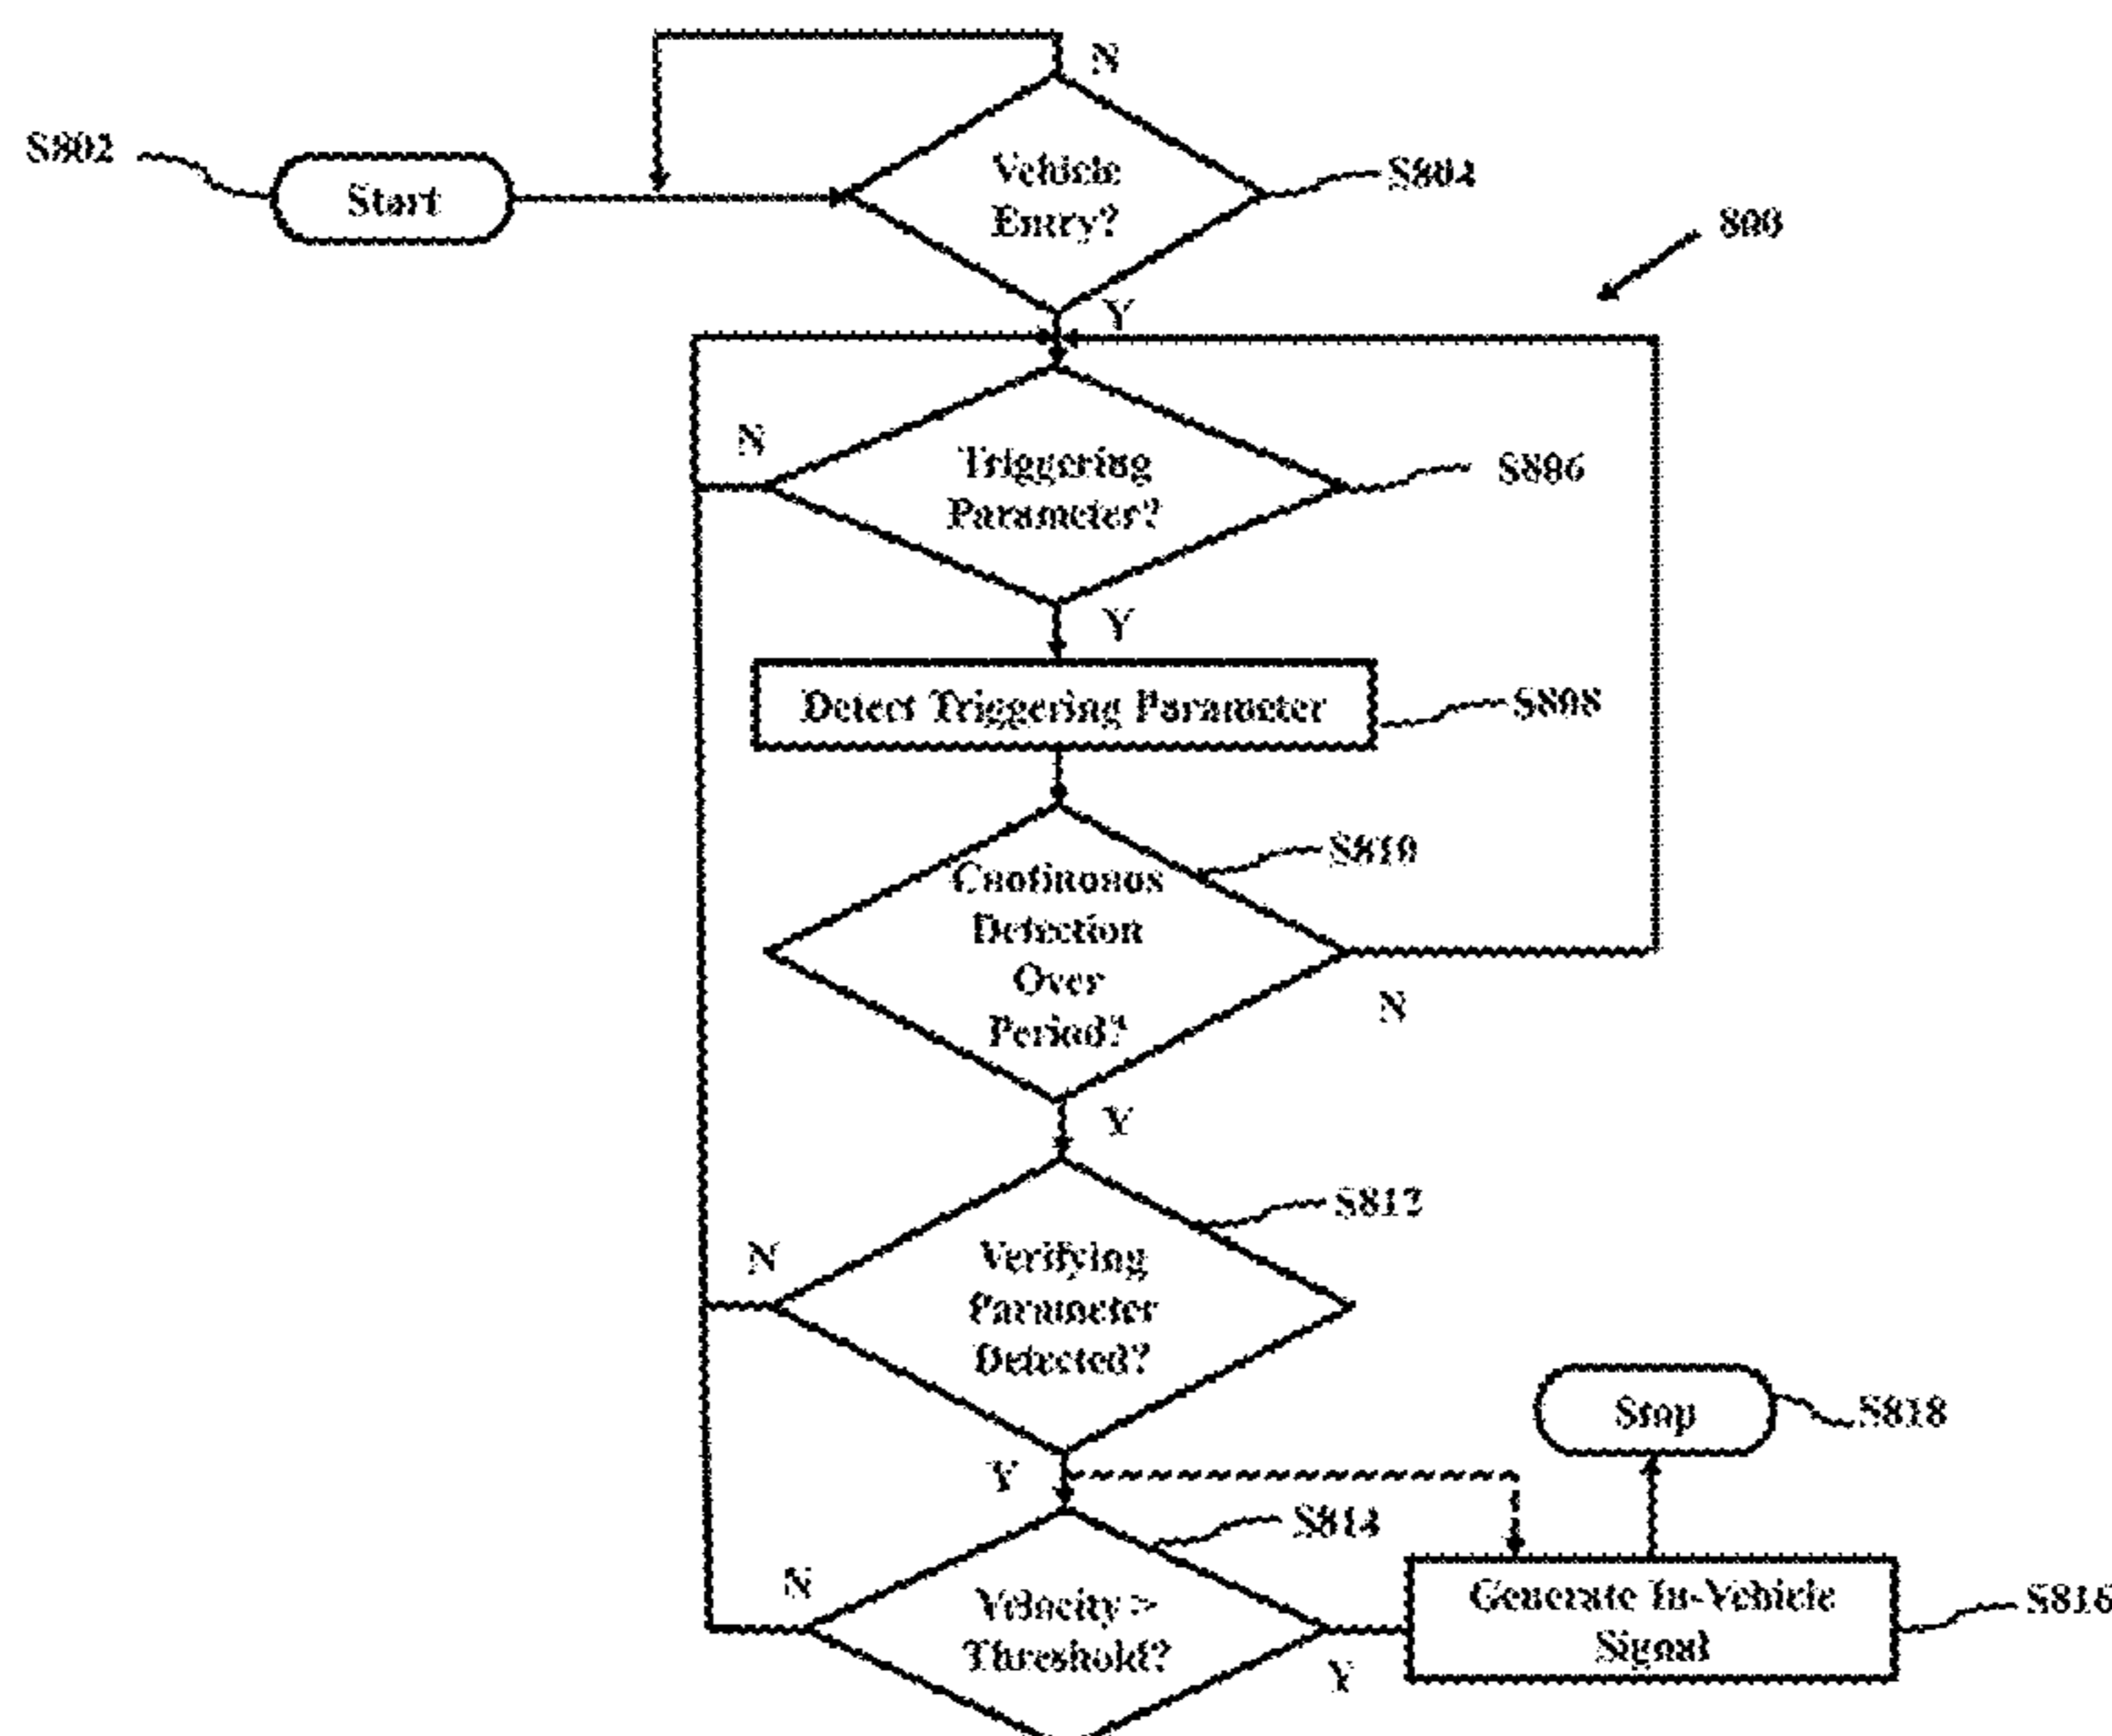 N
S802
Start
Vehicle
Entry?
S804
800
Y
N
Triggering
Parameter?
S806
Y
Detect Triggering Parameter
S808
S810
Continuous
Detection
Over
Period?
N
Y
S812
N
Verifying
Parameter
Detected?
Stop
S818
Y
S814
N
Velocity >
Threshold?
Y
Generate In-Vehicle
Signal
S816